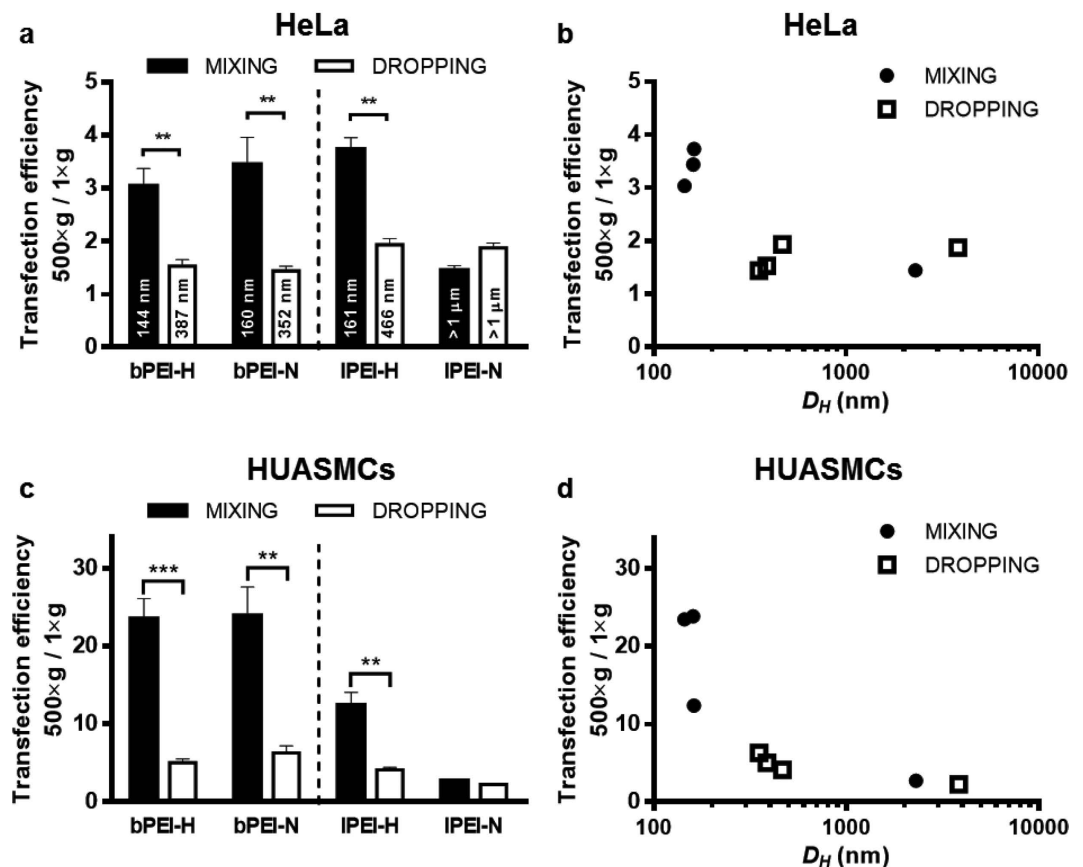 a
HeLa
MIXING DROPPING
Transfection efficiency
500×g / 1×g
5
4
3
2
1
0
**
**
**
144 nm
387 nm
160 nm
352 nm
161 nm
466 nm
>1 µm
>1 µm
bPEI-H bPEI-N lPEI-H lPEI-N
b
HeLa
MIXING
DROPPING
Transfection efficiency
500×g / 1×g
5
4
3
2
1
0
100 1000 10000
D_H (nm)
c
HUASMCs
MIXING DROPPING
Transfection efficiency
500×g / 1×g
30
20
10
0
***
**
**
bPEI-H bPEI-N lPEI-H lPEI-N
d
HUASMCs
MIXING
DROPPING
Transfection efficiency
500×g / 1×g
30
20
10
0
100 1000 10000
D_H (nm)